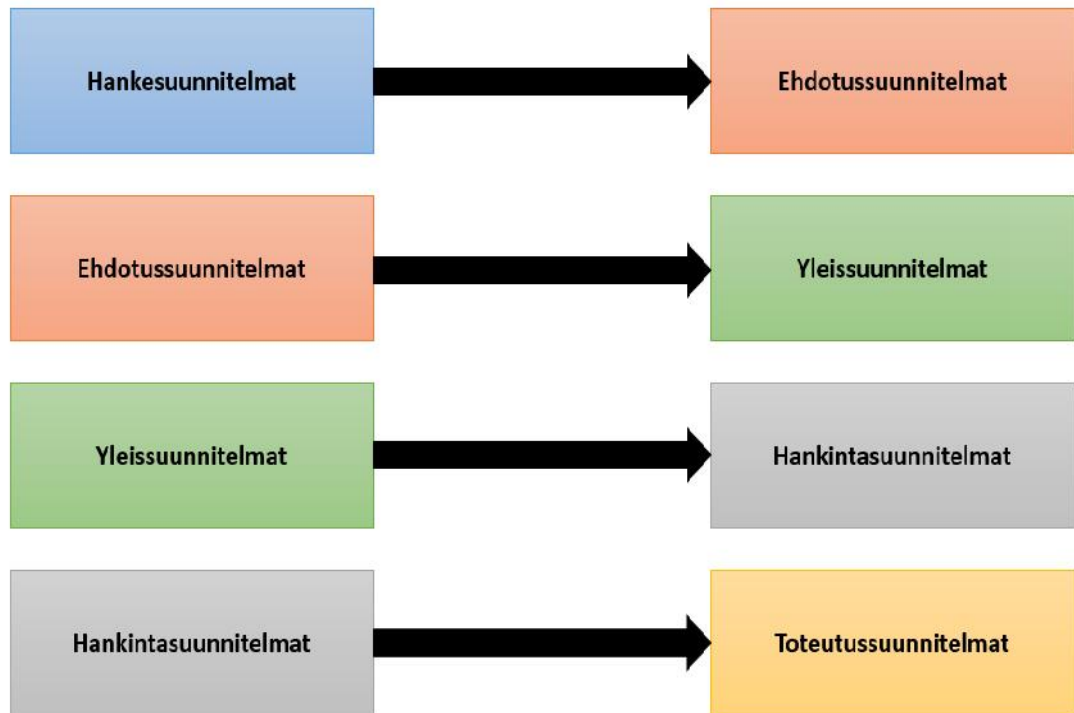 Hankesuunnitelmat
Ehdotussuunnitelmat
Ehdotussuunnitelmat
Yleissuunnitelmat
Yleissuunnitelmat
Hankintasuunnitelmat
Hankintasuunnitelmat
Toteutussuunnitelmat